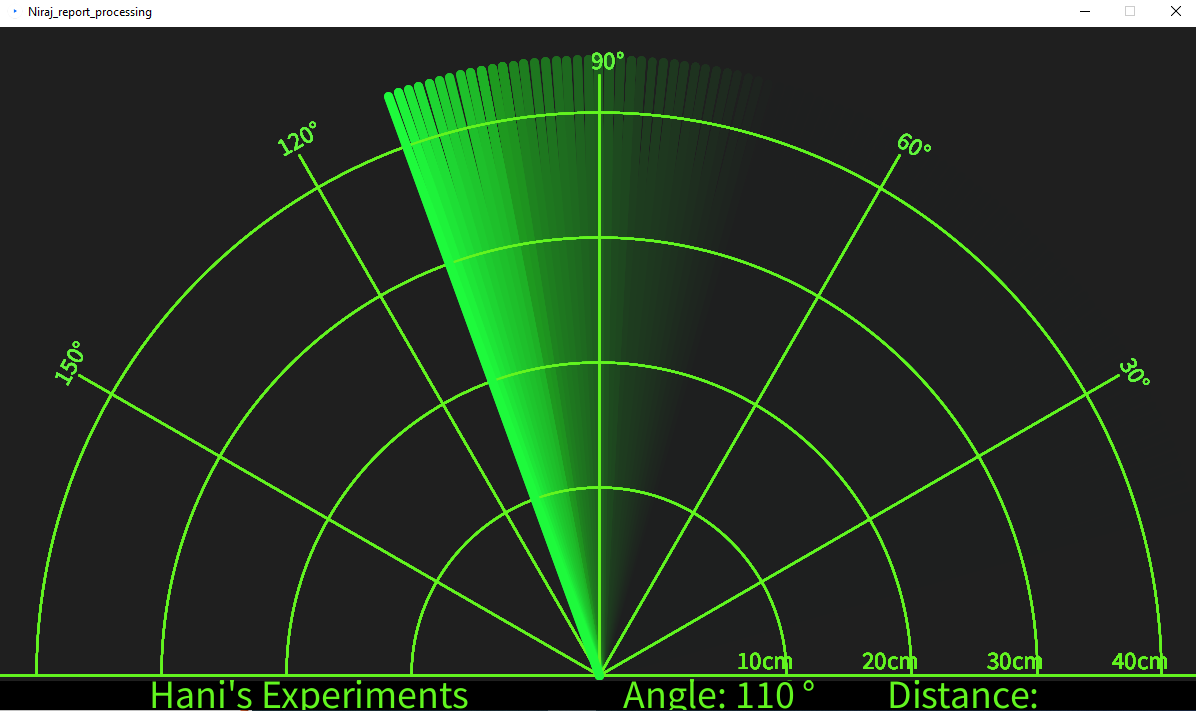 Niraj_report_processing
90°
120°
60°
150°
30°
10cm 20cm 30cm 40cm
Hani's Experiments Angle: 110 ° Distance: